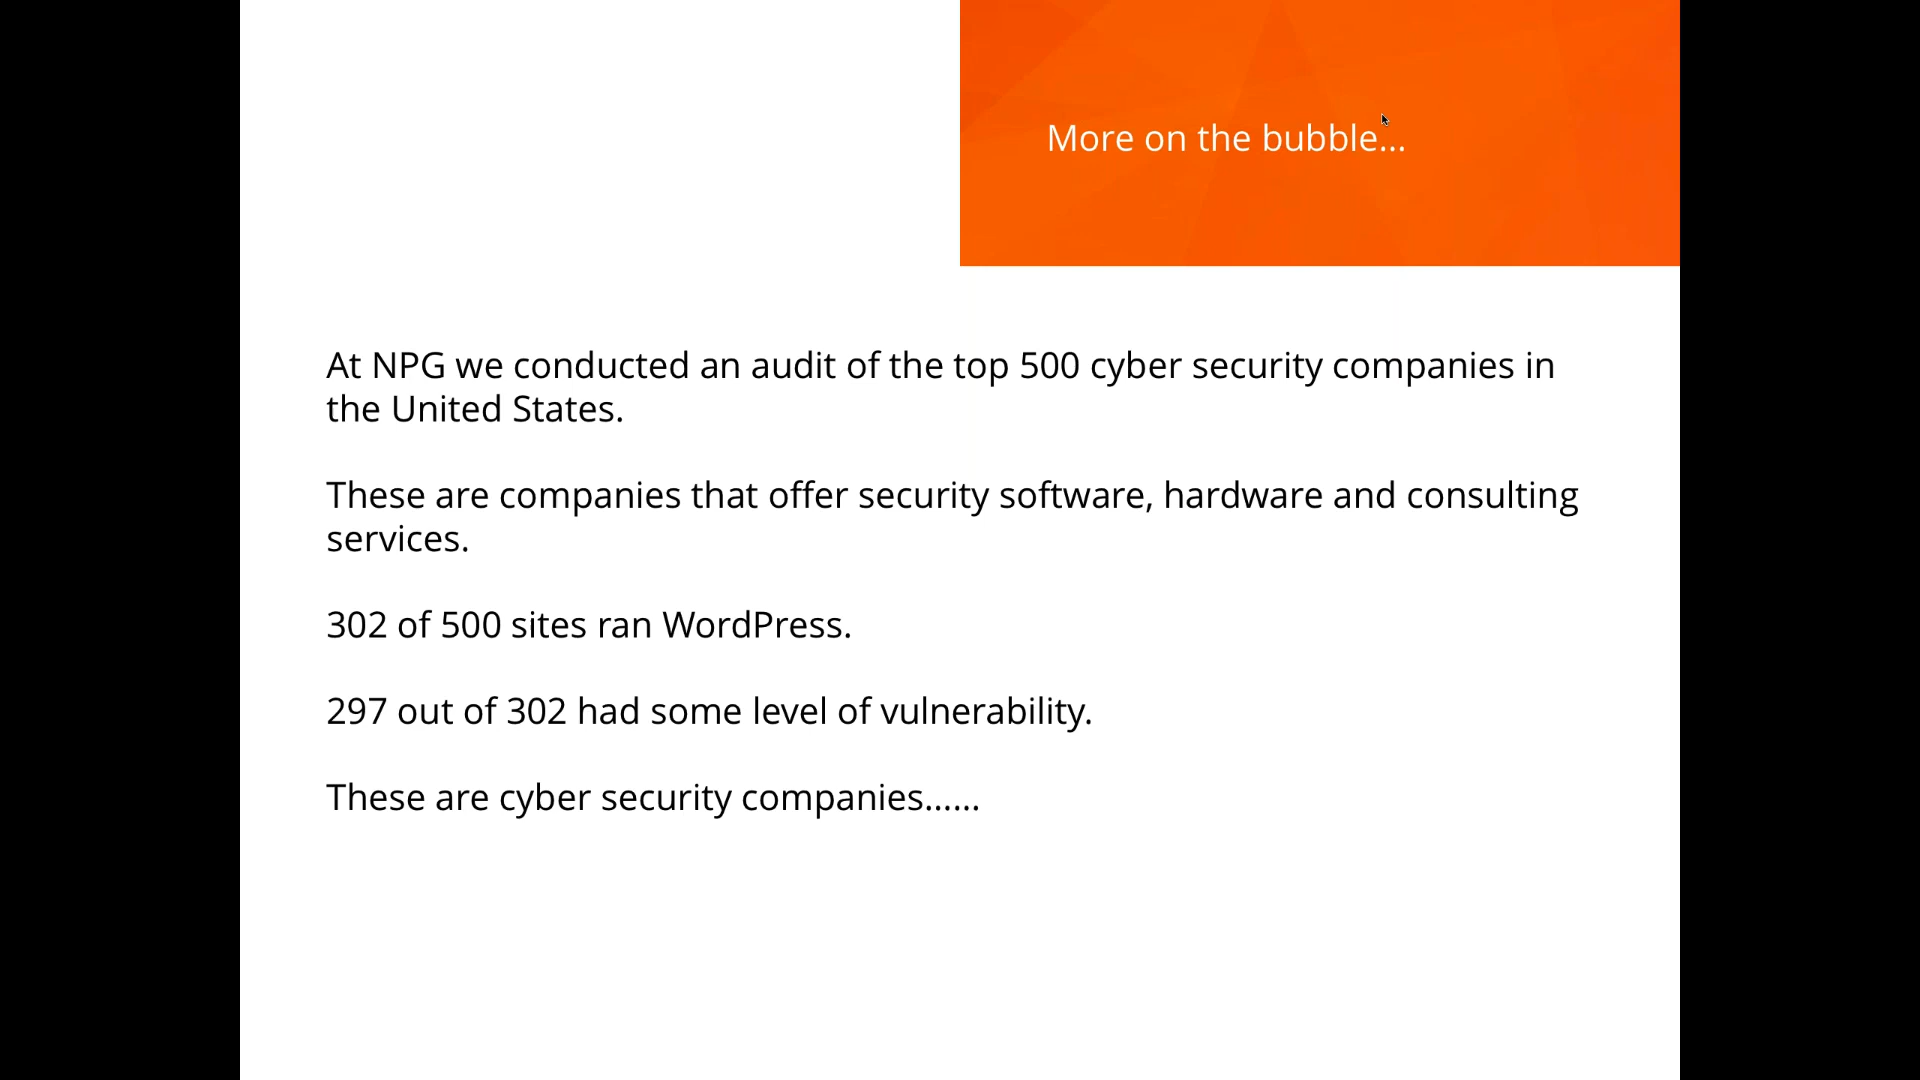 More on the bubble...
At NPG we conducted an audit of the top 500 cyber security companies in
the United States.
These are companies that offer security software, hardware and consulting
services.
302 of 500 sites ran WordPress.
297 out of 302 had some level of vulnerability.
These are cyber security companies......